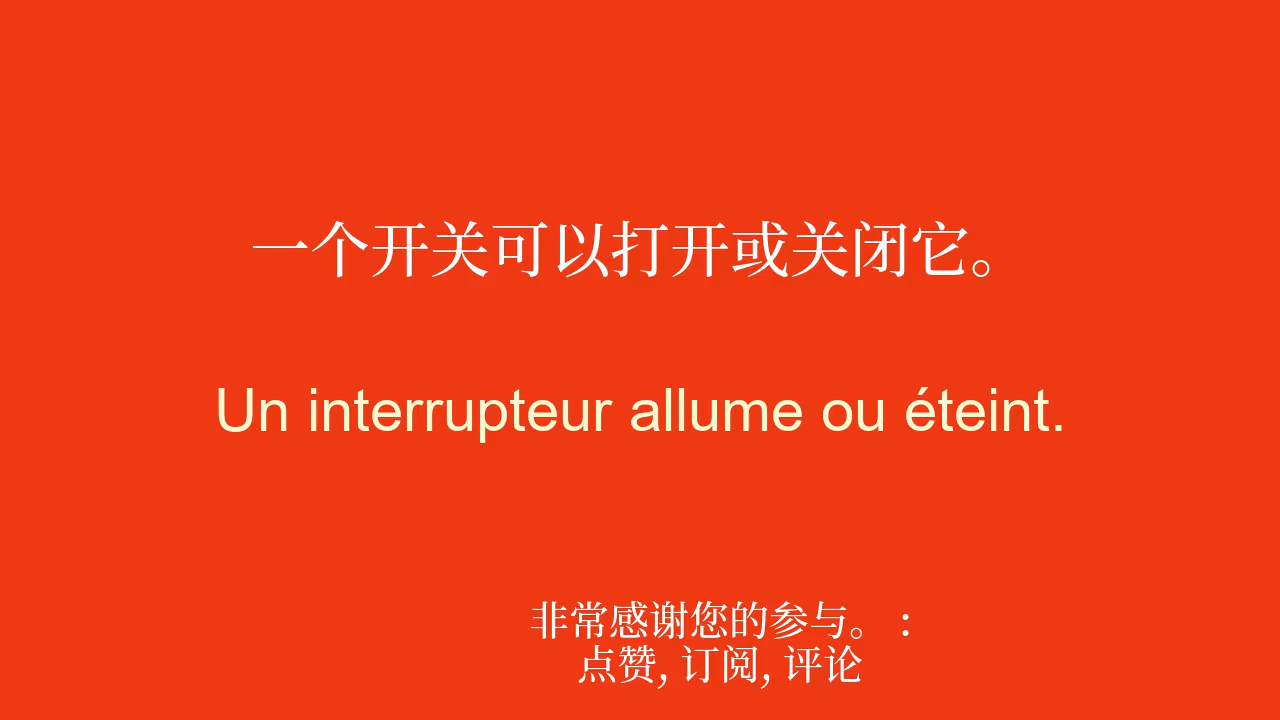 一个开关可以打开或关闭它。
Un interrupteur allume ou éteint.
非常感谢您的参与。 :
点赞, 订阅, 评论